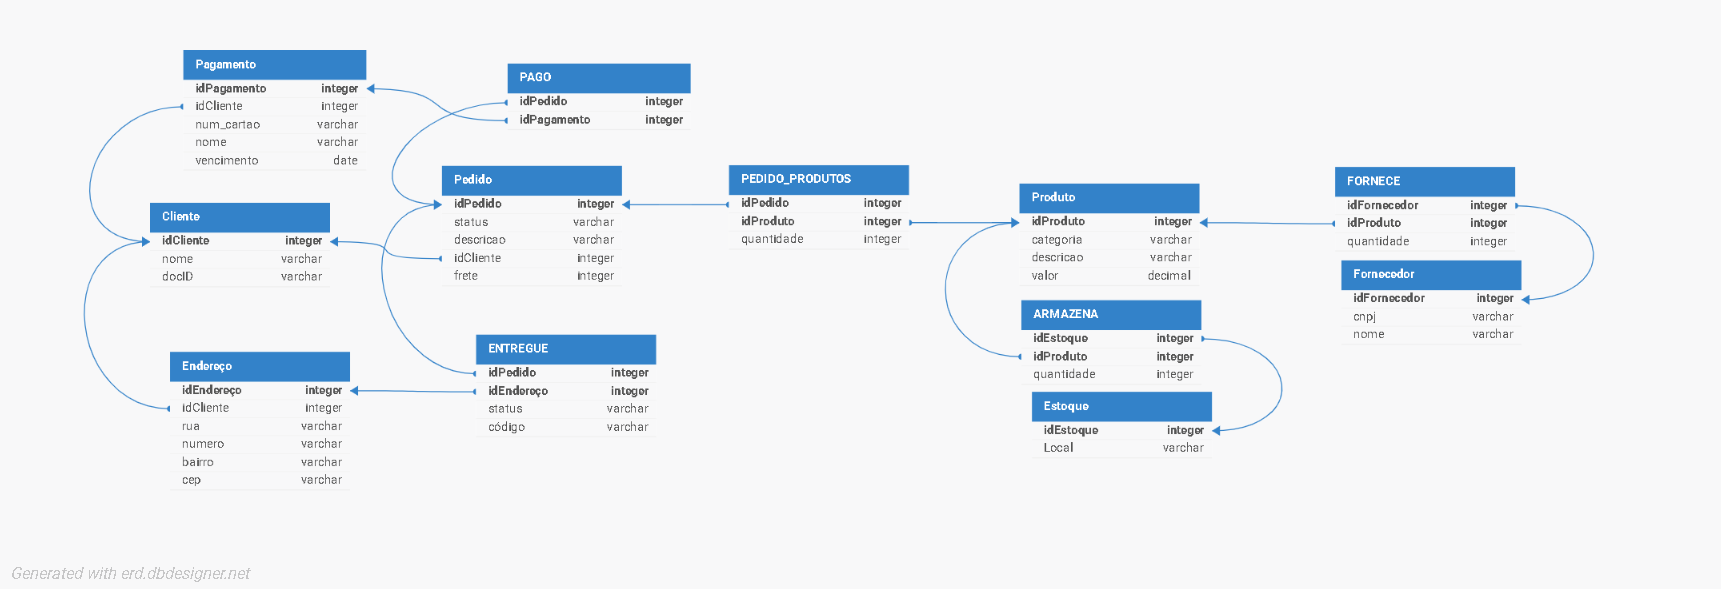 Pagamento
idPagamento integer
idCliente integer
num_cartao varchar
nome varchar
vencimento date
PAGO
idPedido integer
idPagamento integer
Cliente
idCliente integer
nome varchar
docID varchar
Pedido
idPedido integer
status varchar
descricao varchar
idCliente integer
frete integer
PEDIDO_PRODUTOS
idPedido integer
idProduto integer
quantidade integer
Produto
idProduto integer
categoria varchar
descricao varchar
valor decimal
FORNECE
idFornecedor integer
idProduto integer
quantidade integer
Fornecedor
idFornecedor integer
cnpj varchar
nome varchar
ARMAZENA
idEstoque integer
idProduto integer
quantidade integer
Estoque
idEstoque integer
Local varchar
Endereço
idEndereço integer
idCliente integer
rua varchar
numero varchar
bairro varchar
cep varchar
ENTREGUE
idPedido integer
idEndereço integer
status varchar
código varchar
Generated with erd.dbdesigner.net